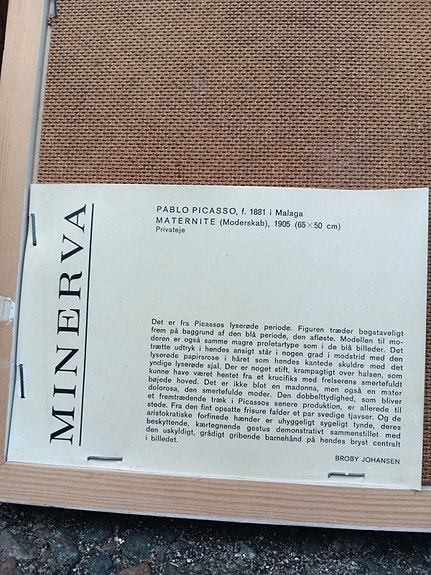 MINERVA
PABLO PICASSO, f. 1881 i Malaga
MATERNITE (Moderskab), 1905 (65×50 cm)
Privateje
Det er fra Picassos lyserøde periode. Figuren træder bogstaveligt
frem på baggrund af den blå periode, den afløste. Modellen til mo-
deren er også samme magre proletartype som i de blå billeder. Det
trætte udtryk i hendes ansigt står i nogen grad i modstrid med den
lyserøde papirsrose i håret som hendes kantede skuldre med det
yndige lyserøde sjal. Der er noget stift, krampagtigt over halsen, som
kunne have været hentet fra et krucifiks med frelserens smertefuldt
bøjede hoved. Det er ikke blot en madonna, men også en mater
dolorosa, den smertefulde moder. Den dobbelttydighed, som bliver
et fremtrædende træk i Picassos senere produktion, er allerede til
stede. Fra den fint opsatte frisure falder et par svedige tjavser. Og de
aristokratiske forfinede hænder er uhyggeligt sygeligt tynde, deres
beskyttende, kærtegnende gestus demonstrativt sammenstillet med
den uskyldigt, grådigt gribende barnehånd på hendes bryst centralt
i billedet.
BROBY JOHANSEN